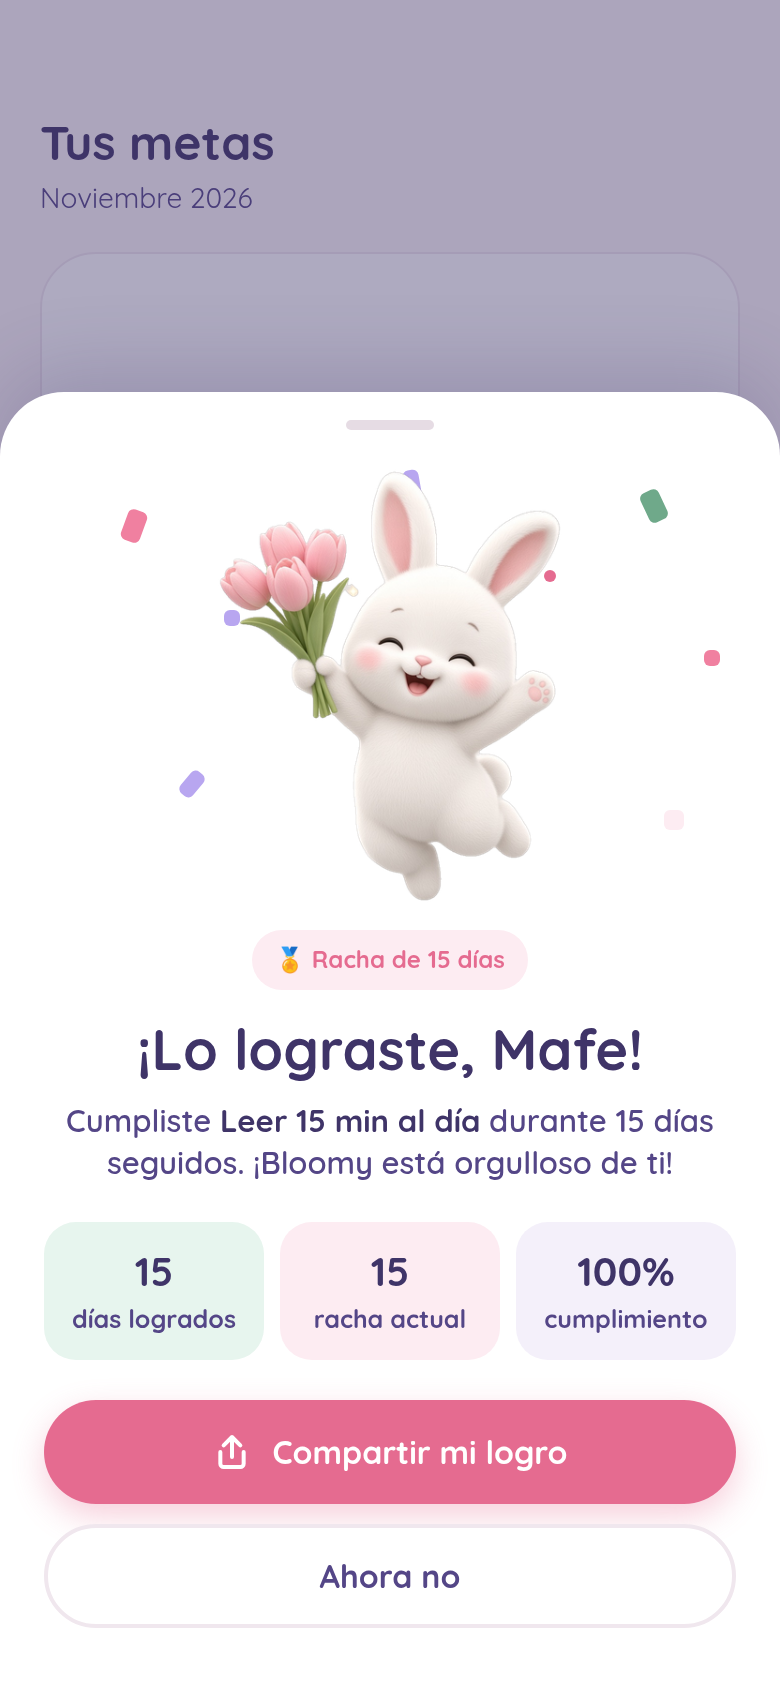 Tus metas
Noviembre 2026
🏅 Racha de 15 días
¡Lo lograste, Mafe!
Cumpliste Leer 15 min al día durante 15 días
seguidos. ¡Bloomy está orgulloso de ti!
15
días logrados
15
racha actual
100%
cumplimiento
Compartir mi logro
Ahora no